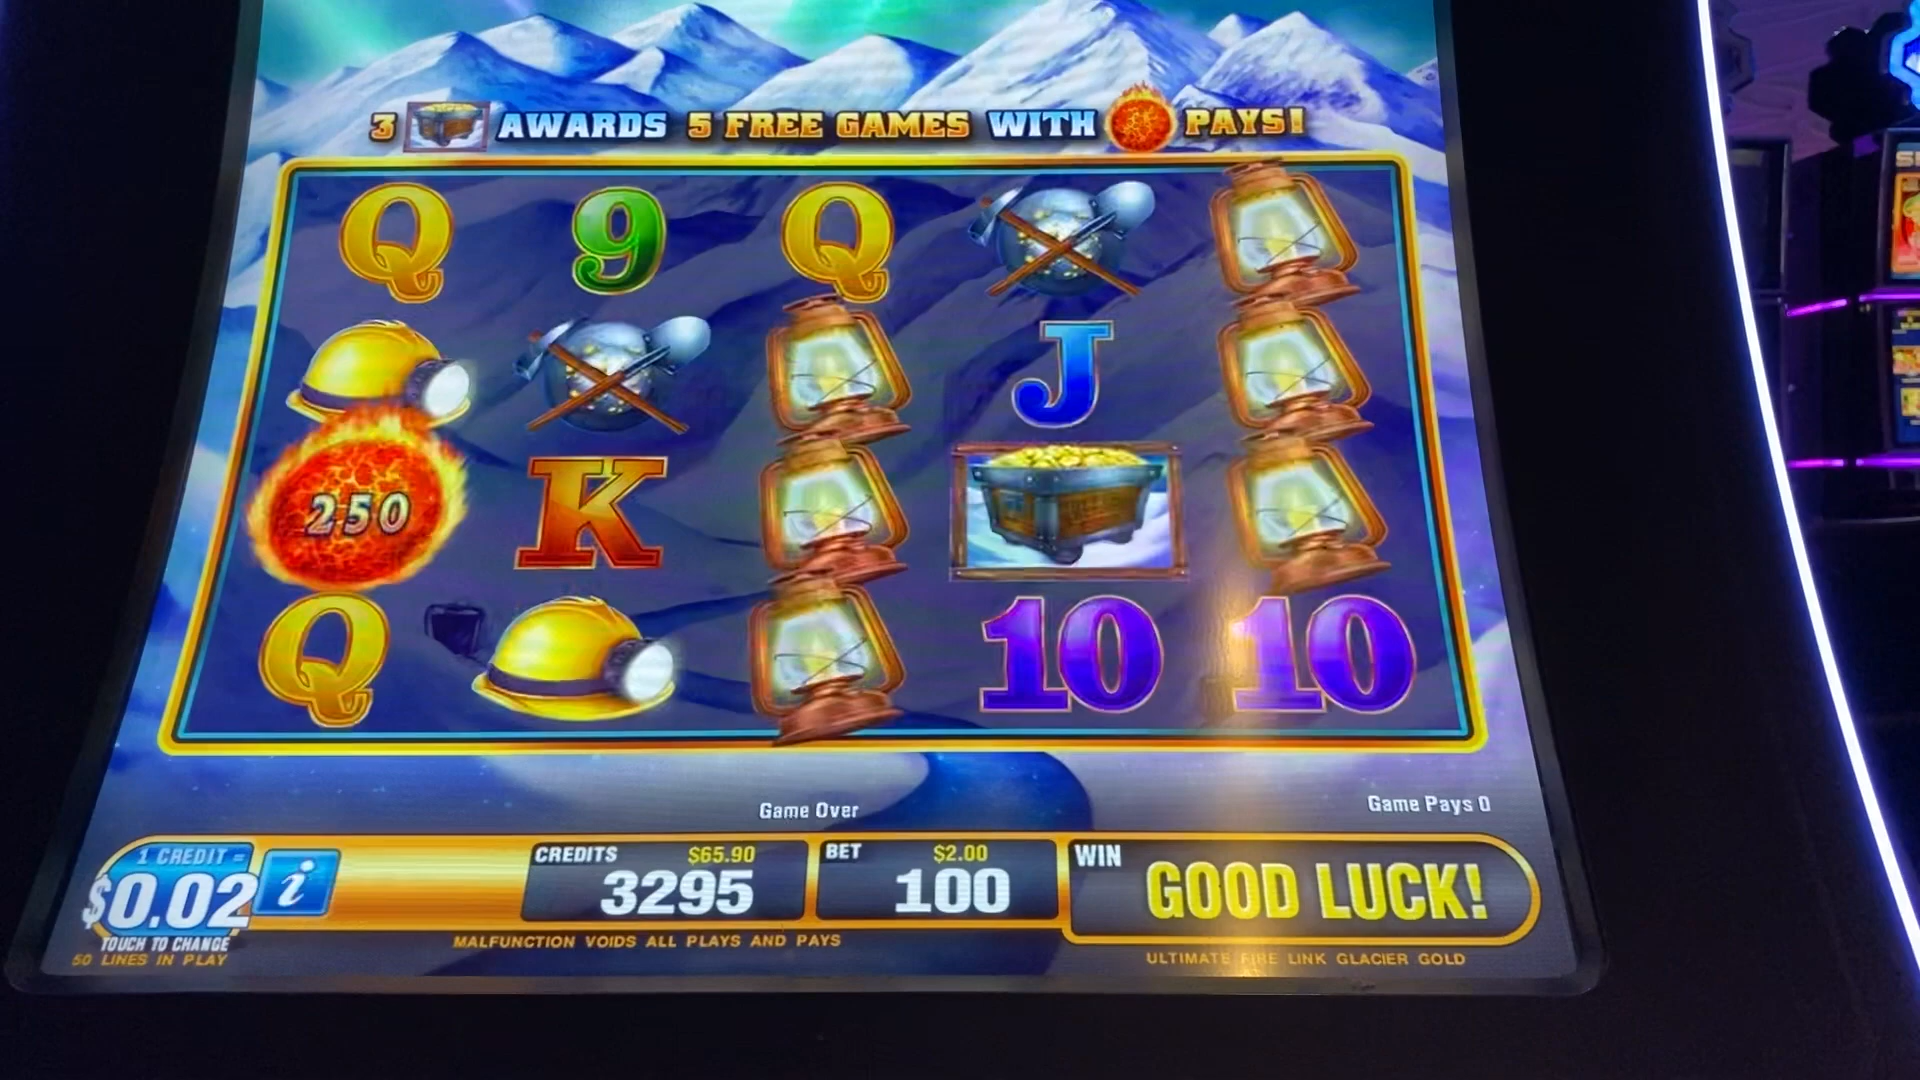 3 AWARDS 5 FREE GAMES WITH PAYS!
Q 9 Q
J
250 K
Q 10 10
Game Over
Game Pays 0
1 CREDIT =
$0.02
TOUCH TO CHANGE
50 LINES IN PLAY
i
CREDITS $65.90
3295
BET $2.00
100
WIN
GOOD LUCK!
MALFUNCTION VOIDS ALL PLAYS AND PAYS
ULTIMATE FIRE LINK GLACIER GOLD